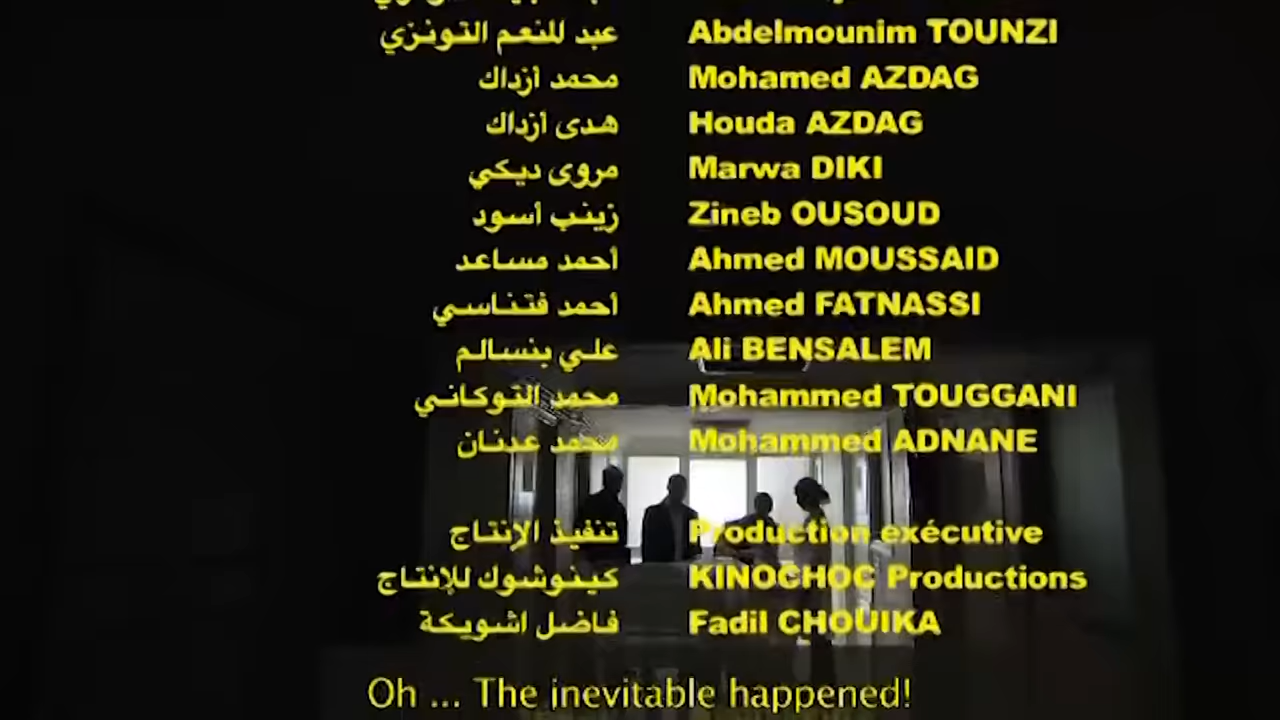 عبد للنعم التونزي Abdelmounim TOUNZI
محمد أزداك Mohamed AZDAG
هدى أزداك Houda AZDAG
مروى ديكي Marwa DIKI
زينب أسود Zineb OUSOUD
أحمد مساعد Ahmed MOUSSAID
أحمد فتناسي Ahmed FATNASSI
علي بنسالم Ali BENSALEM
محمد التوكاني Mohammed TOUGGANI
محمد عدنان Mohammed ADNANE
تنفيذ الإنتاج Production exécutive
كينوشوك للإنتاج KINOCHOC Productions
فاضل اشويكة Fadil CHOUIKA
Oh ... The inevitable happened!